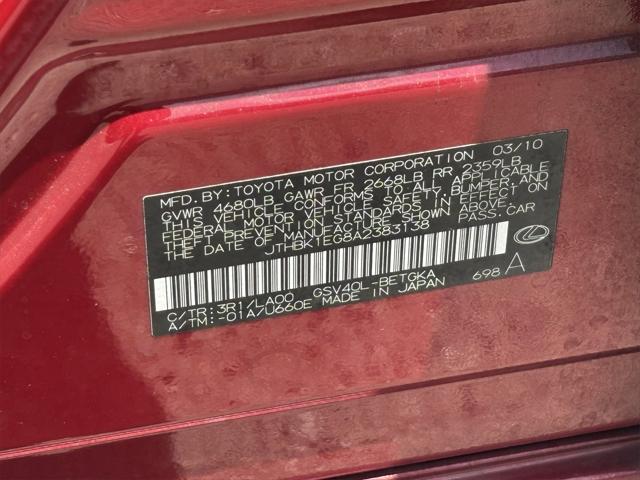 MFD. BY: TOYOTA MOTOR CORPORATION 03/10
GVWR 4680LB GAWR FR 2668LB RR 2359LB
THIS VEHICLE CONFORMS TO ALL APPLICABLE
FEDERAL MOTOR VEHICLE SAFETY, BUMPER, AND
THEFT PREVENTION STANDARDS IN EFFECT ON
THE DATE OF MANUFACTURE SHOWN ABOVE.
JTHBK1EG8A2383138 PASS. CAR
C/TR: 3R1/LA00 GSV40L-BETGKA
A/TM: -01A/U660E MADE IN JAPAN 698 A